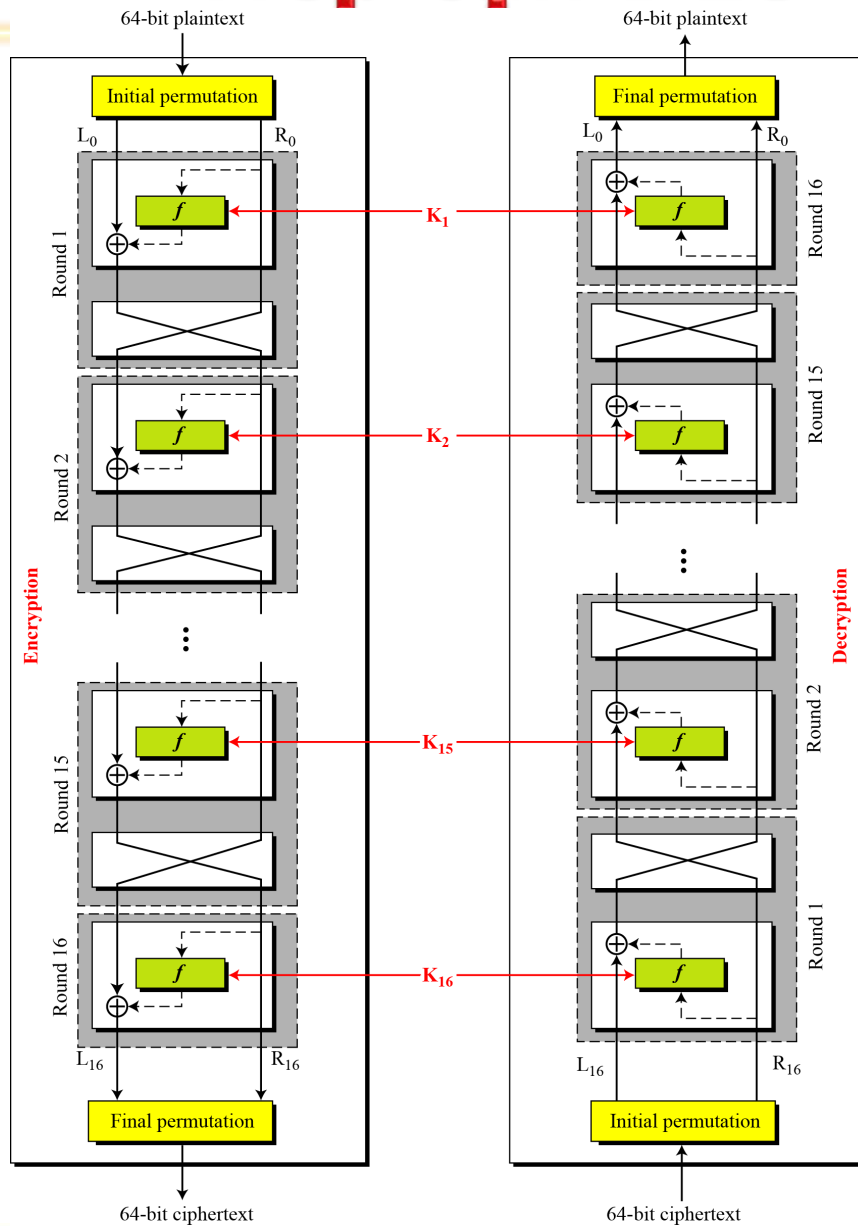 64-bit plaintext
Initial permutation
L0
R0
Round 1
f
K1
Round 2
f
K2
Encryption
...
Round 15
f
K15
Round 16
f
K16
L16
R16
Final permutation
64-bit ciphertext
64-bit plaintext
Final permutation
L0
R0
f
Round 16
Round 15
f
...
Decryption
Round 2
f
Round 1
f
L16
R16
Initial permutation
64-bit ciphertext